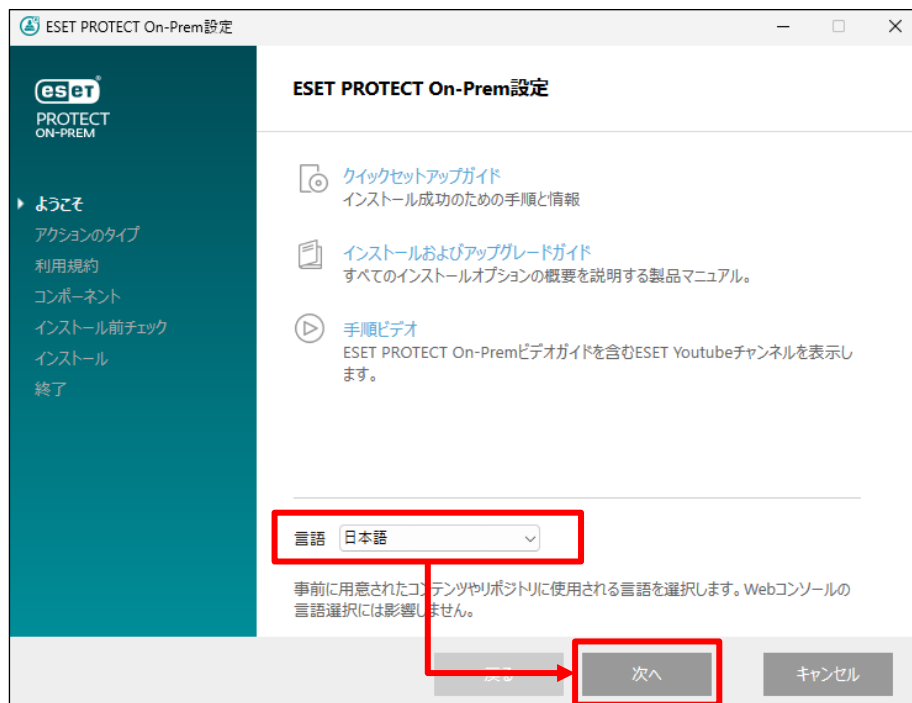 ESET PROTECT On-Prem設定
eseT
PROTECT
ON-PREM
ESET PROTECT On-Prem設定
ようこそ
アクションのタイプ
利用規約
コンポーネント
インストール前チェック
インストール
終了
クイックセットアップガイド
インストール成功のための手順と情報
インストールおよびアップグレードガイド
すべてのインストールオプションの概要を説明する製品マニュアル。
手順ビデオ
ESET PROTECT On-Premビデオガイドを含むESET Youtubeチャンネルを表示し
ます。
言語 日本語
事前に用意されたコンテンツやリポジトリに使用される言語を選択します。Webコンソールの
言語選択には影響しません。
戻る 次へ キャンセル